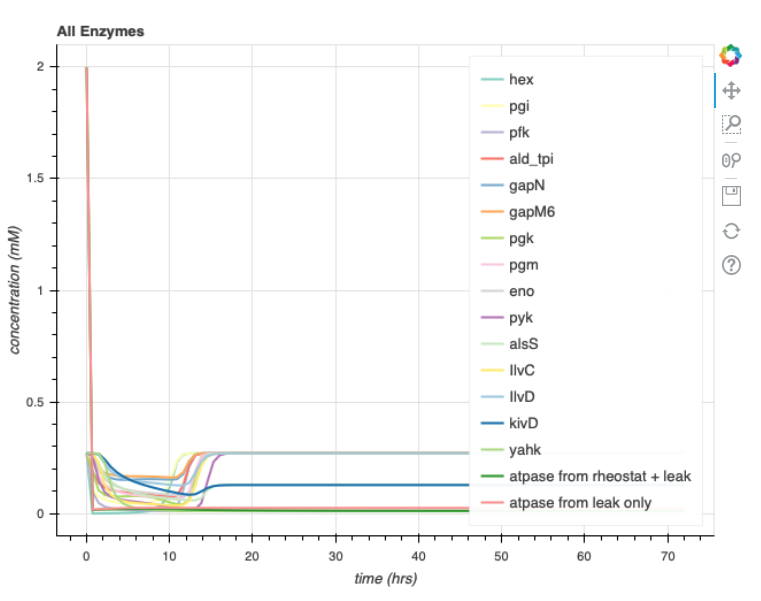 All Enzymes
concentration (mM)
2
1.5
1
0.5
0
hex
pgi
pfk
ald_tpi
gapN
gapM6
pgk
pgm
eno
pyk
alsS
IlvC
IlvD
kivD
yahk
atpase from rheostat + leak
atpase from leak only
0 10 20 30 40 50 60 70
time (hrs)